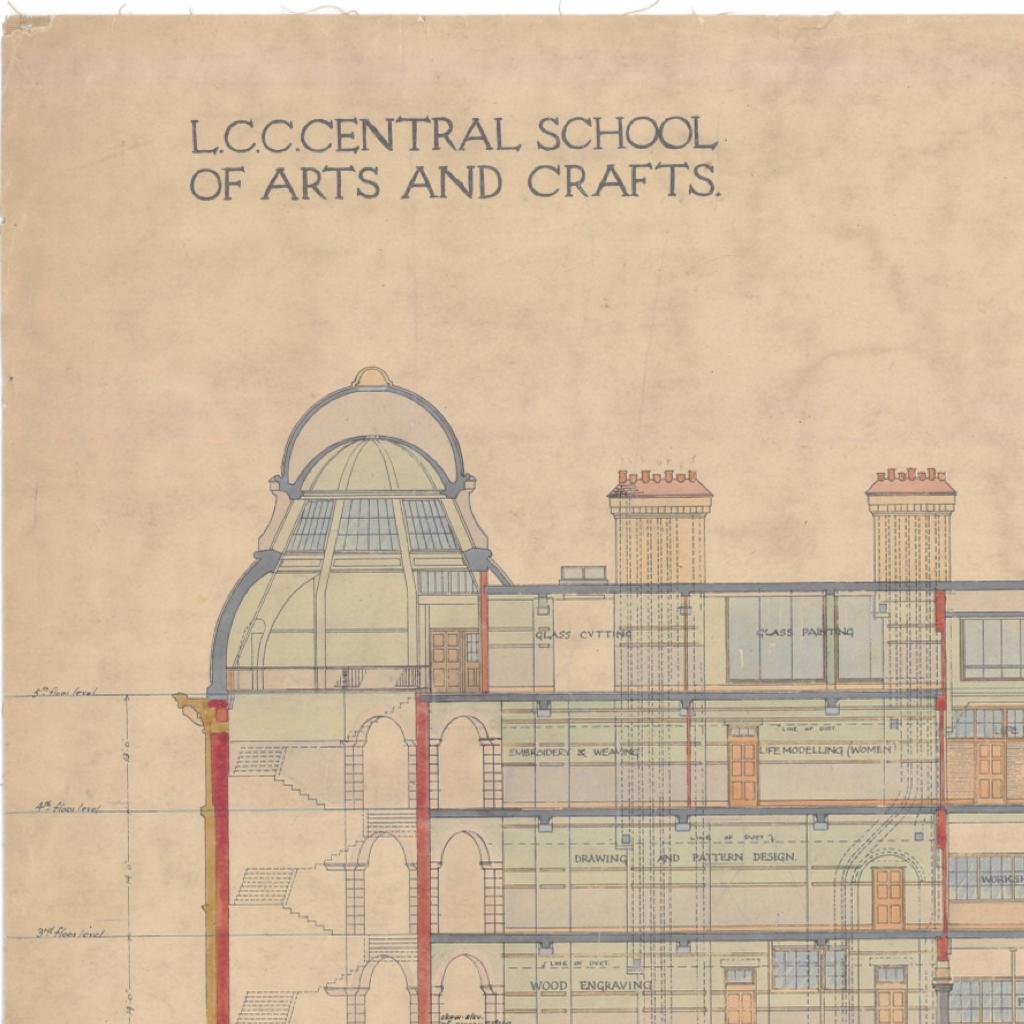 L.C.C. CENTRAL SCHOOL
OF ARTS AND CRAFTS.
GLASS CVTTING
GLASS PAINTING
5th floor level
LINE OF DUCT.
EMBROIDERY & WEAVING
LIFE MODELLING (WOMEN)
LIFE
4th floor level
LINE OF DUCT
DRAWING AND PATTERN DESIGN.
3rd floor level
LINE OF DUCT.
WOOD ENGRAVING